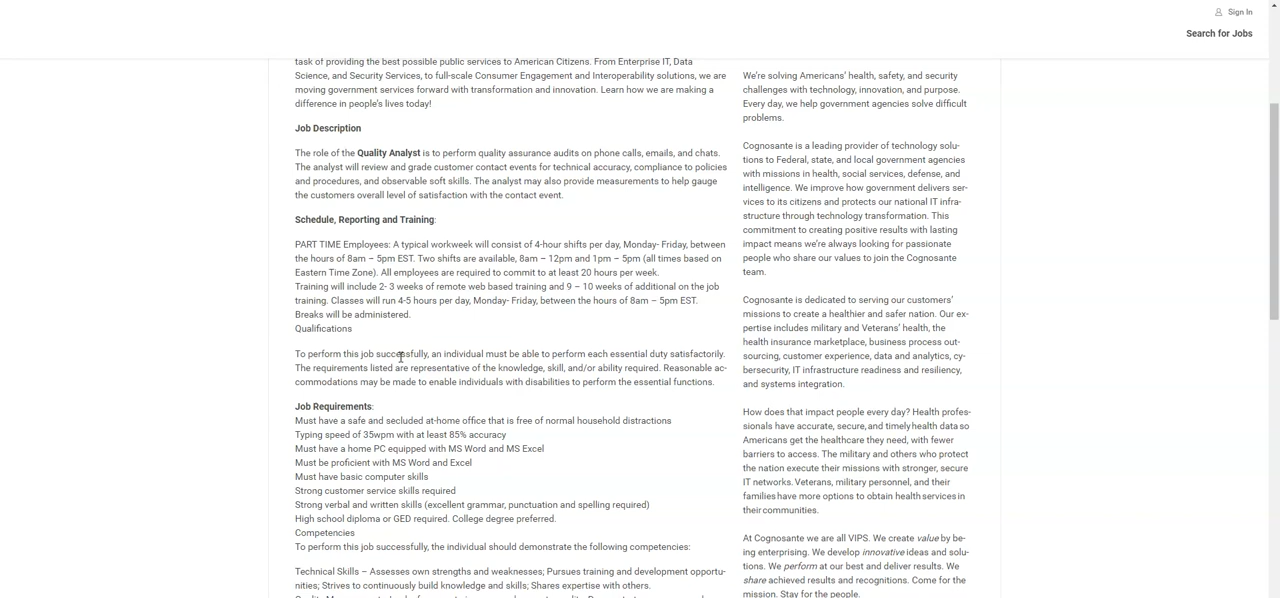 Sign In
Search for Jobs
task of providing the best possible public services to American Citizens. From Enterprise IT, Data
Science, and Security Services, to full-scale Consumer Engagement and Interoperability solutions, we are
moving government services forward with transformation and innovation. Learn how we are making a
difference in people's lives today!
Job Description
The role of the Quality Analyst is to perform quality assurance audits on phone calls, emails, and chats.
The analyst will review and grade customer contact events for technical accuracy, compliance to policies
and procedures, and observable soft skills. The analyst may also provide measurements to help gauge
the customers overall level of satisfaction with the contact event.
Schedule, Reporting and Training:
PART TIME Employees: A typical workweek will consist of 4-hour shifts per day, Monday- Friday, between
the hours of 8am – 5pm EST. Two shifts are available, 8am – 12pm and 1pm – 5pm (all times based on
Eastern Time Zone). All employees are required to commit to at least 20 hours per week.
Training will include 2- 3 weeks of remote web based training and 9 – 10 weeks of additional on the job
training. Classes will run 4-5 hours per day, Monday- Friday, between the hours of 8am – 5pm EST.
Breaks will be administered.
Qualifications
To perform this job successfully, an individual must be able to perform each essential duty satisfactorily.
The requirements listed are representative of the knowledge, skill, and/or ability required. Reasonable ac-
commodations may be made to enable individuals with disabilities to perform the essential functions.
Job Requirements:
Must have a safe and secluded at-home office that is free of normal household distractions
Typing speed of 35wpm with at least 85% accuracy
Must have a home PC equipped with MS Word and MS Excel
Must be proficient with MS Word and Excel
Must have basic computer skills
Strong customer service skills required
Strong verbal and written skills (excellent grammar, punctuation and spelling required)
High school diploma or GED required. College degree preferred.
Competencies
To perform this job successfully, the individual should demonstrate the following competencies:
Technical Skills – Assesses own strengths and weaknesses; Pursues training and development opportu-
nities; Strives to continuously build knowledge and skills; Shares expertise with others.
We're solving Americans' health, safety, and security
challenges with technology, innovation, and purpose.
Every day, we help government agencies solve difficult
problems.
Cognosante is a leading provider of technology solu-
tions to Federal, state, and local government agencies
with missions in health, social services, defense, and
intelligence. We improve how government delivers ser-
vices to its citizens and protects our national IT infra-
structure through technology transformation. This
commitment to creating positive results with lasting
impact means we're always looking for passionate
people who share our values to join the Cognosante
team.
Cognosante is dedicated to serving our customers'
missions to create a healthier and safer nation. Our ex-
pertise includes military and Veterans' health, the
health insurance marketplace, business process out-
sourcing, customer experience, data and analytics, cy-
bersecurity, IT infrastructure readiness and resiliency,
and systems integration.
How does that impact people every day? Health profes-
sionals have accurate, secure, and timely health data so
Americans get the healthcare they need, with fewer
barriers to access. The military and others who protect
the nation execute their missions with stronger, secure
IT networks. Veterans, military personnel, and their
families have more options to obtain health services in
their communities.
At Cognosante we are all VIPS. We create value by be-
ing enterprising. We develop innovative ideas and solu-
tions. We perform at our best and deliver results. We
share achieved results and recognitions. Come for the
mission. Stay for the people.